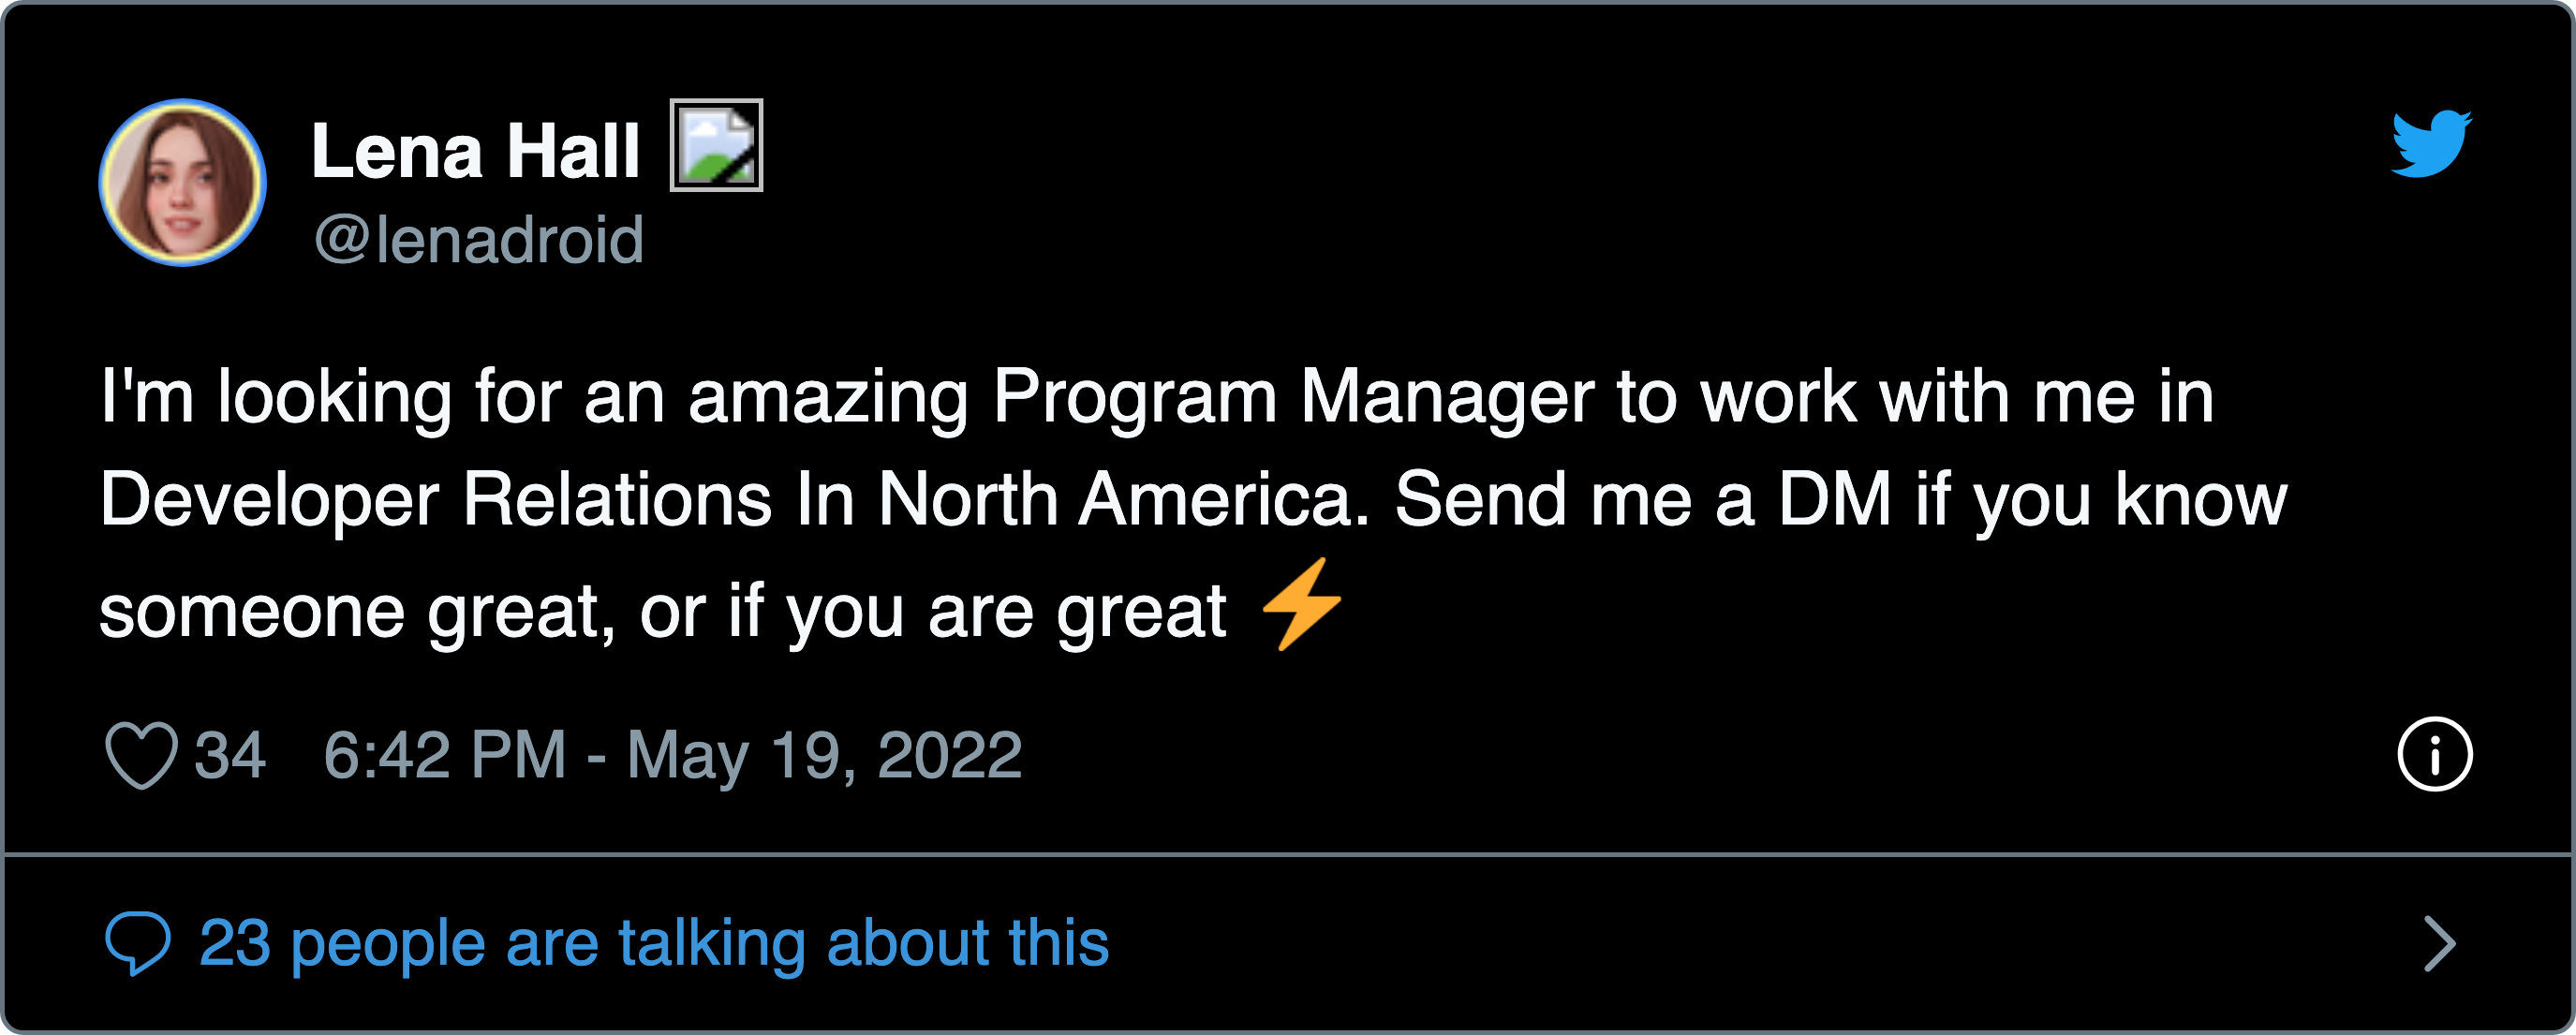 Lena Hall
@lenadroid
I'm looking for an amazing Program Manager to work with me in
Developer Relations In North America. Send me a DM if you know
someone great, or if you are great ⚡
34 6:42 PM - May 19, 2022
23 people are talking about this